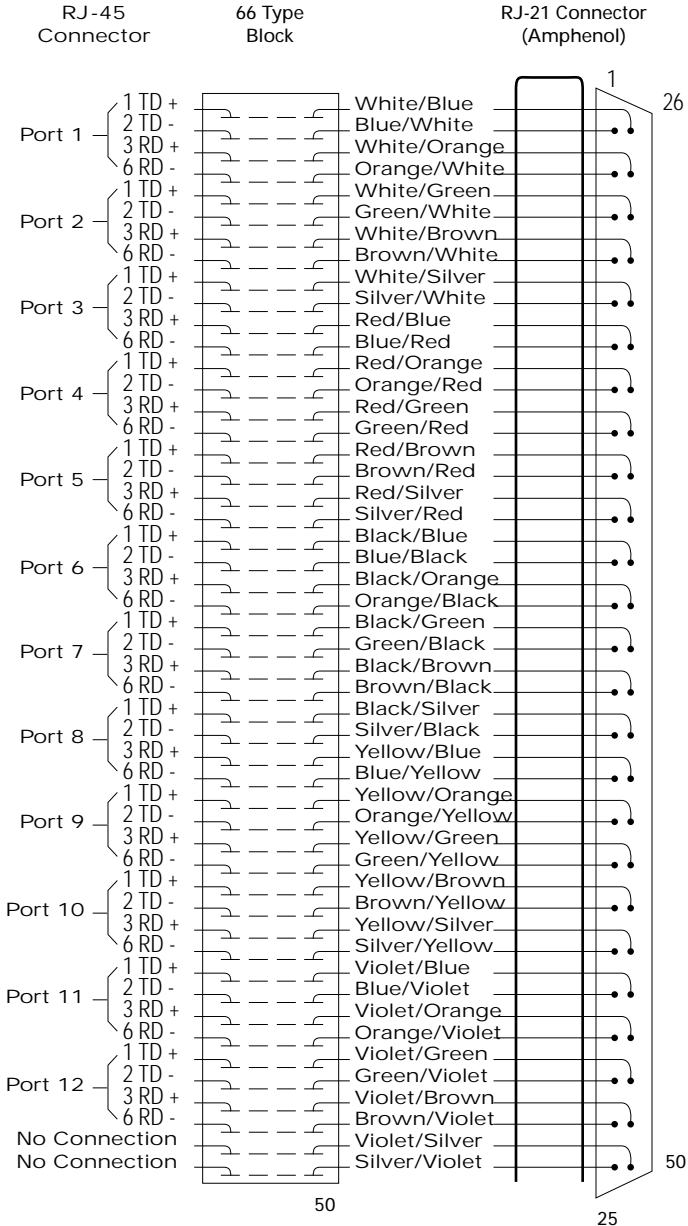 RJ-45 Connector
66 Type Block
RJ-21 Connector (Amphenol)
1
26
Port 1
1 TD + White/Blue
2 TD - Blue/White
3 RD + White/Orange
6 RD - Orange/White
Port 2
1 TD + White/Green
2 TD - Green/White
3 RD + White/Brown
6 RD - Brown/White
Port 3
1 TD + White/Silver
2 TD - Silver/White
3 RD + Red/Blue
6 RD - Blue/Red
Port 4
1 TD + Red/Orange
2 TD - Orange/Red
3 RD + Red/Green
6 RD - Green/Red
Port 5
1 TD + Red/Brown
2 TD - Brown/Red
3 RD + Red/Silver
6 RD - Silver/Red
Port 6
1 TD + Black/Blue
2 TD - Blue/Black
3 RD + Black/Orange
6 RD - Orange/Black
Port 7
1 TD + Black/Green
2 TD - Green/Black
3 RD + Black/Brown
6 RD - Brown/Black
Port 8
1 TD + Black/Silver
2 TD - Silver/Black
3 RD + Yellow/Blue
6 RD - Blue/Yellow
Port 9
1 TD + Yellow/Orange
2 TD - Orange/Yellow
3 RD + Yellow/Green
6 RD - Green/Yellow
Port 10
1 TD + Yellow/Brown
2 TD - Brown/Yellow
3 RD + Yellow/Silver
6 RD - Silver/Yellow
Port 11
1 TD + Violet/Blue
2 TD - Blue/Violet
3 RD + Violet/Orange
6 RD - Orange/Violet
Port 12
1 TD + Violet/Green
2 TD - Green/Violet
3 RD + Violet/Brown
6 RD - Brown/Violet
No Connection Violet/Silver
No Connection Silver/Violet
50
50
25